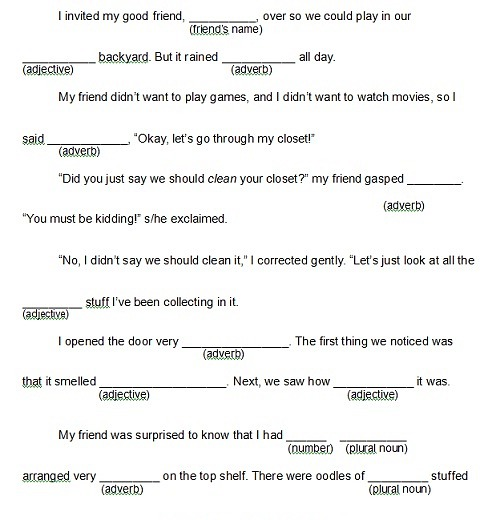 I invited my good friend, __________, over so we could play in our
(friend's name)
___________ backyard. But it rained ___________ all day.
(adjective) (adverb)
My friend didn't want to play games, and I didn't want to watch movies, so I
said ____________, "Okay, let's go through my closet!"
(adverb)
"Did you just say we should clean your closet?" my friend gasped ________.
(adverb)
"You must be kidding!" s/he exclaimed.
"No, I didn't say we should clean it," I corrected gently. "Let's just look at all the
_________ stuff I've been collecting in it.
(adjective)
I opened the door very ________________. The first thing we noticed was
(adverb)
that it smelled ___________________. Next, we saw how ____________ it was.
(adjective) (adjective)
My friend was surprised to know that I had ______ __________
(number) (plural noun)
arranged very _________ on the top shelf. There were oodles of _________ stuffed
(adverb) (plural noun)